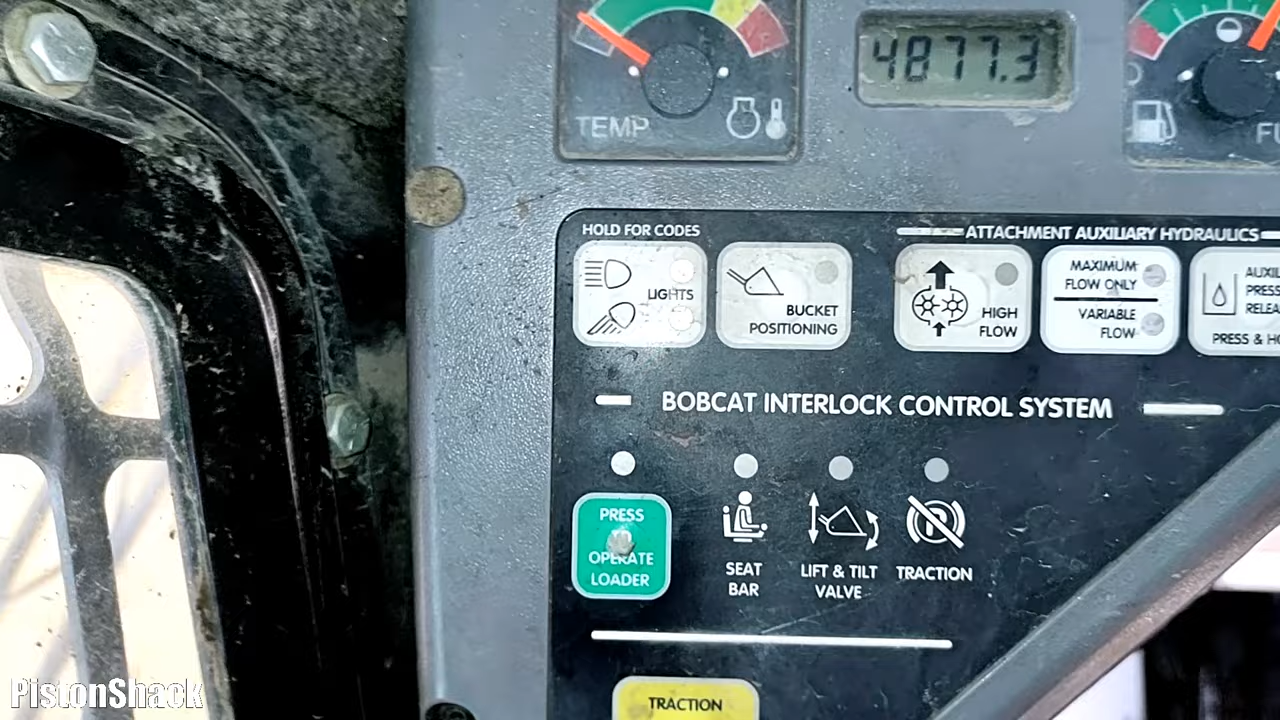 4877.3
TEMP
HOLD FOR CODES
ATTACHMENT AUXILIARY HYDRAULICS
LIGHTS
BUCKET
POSITIONING
HIGH
FLOW
MAXIMUM
FLOW ONLY
VARIABLE
FLOW
PRESS &
BOBCAT INTERLOCK CONTROL SYSTEM
PRESS
OPERATE
LOADER
SEAT
BAR
LIFT & TILT
VALVE
TRACTION
TRACTION
PistonShack